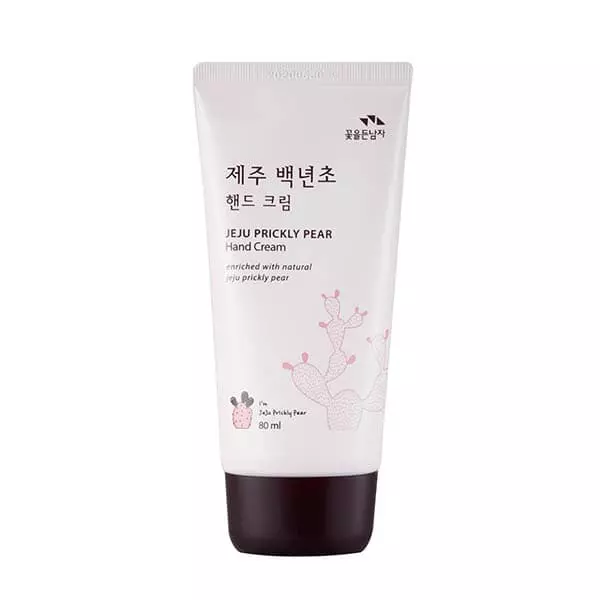 꽃을든남자
제주 백년초
핸드 크림
JEJU PRICKLY PEAR
Hand Cream
enriched with natural
jeju prickly pear
I'm
JeJu Prickly Pear
80 ml